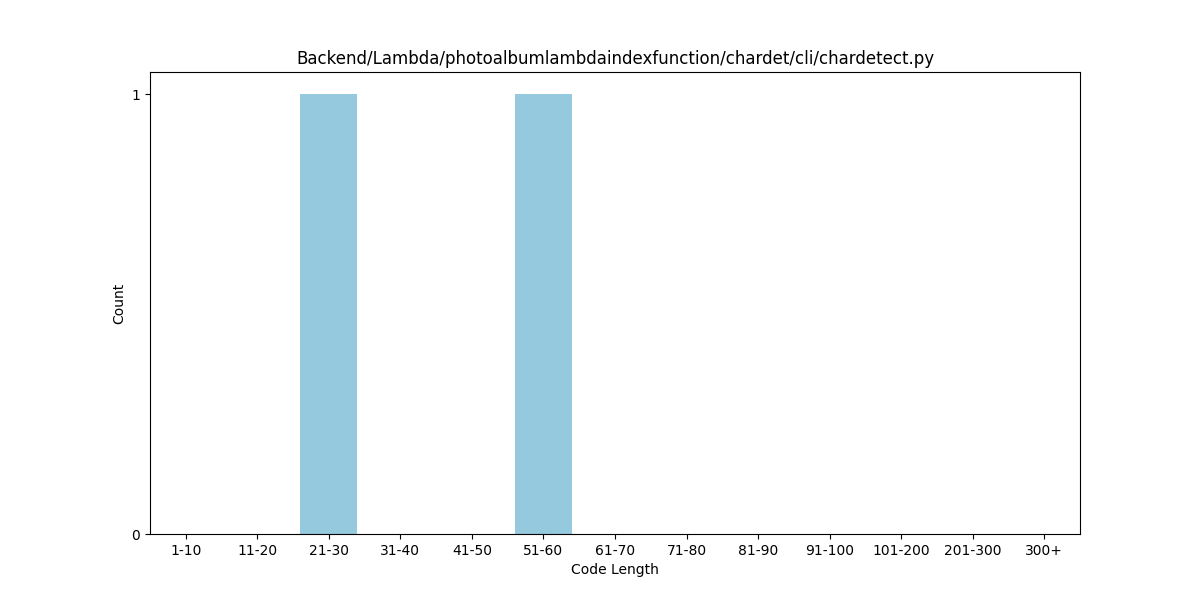 Backend/Lambda/photoalbumlambdaindexfunction/chardet/cli/chardetect.py
1
Count
0
1-10 11-20 21-30 31-40 41-50 51-60 61-70 71-80 81-90 91-100 101-200 201-300 300+
Code Length